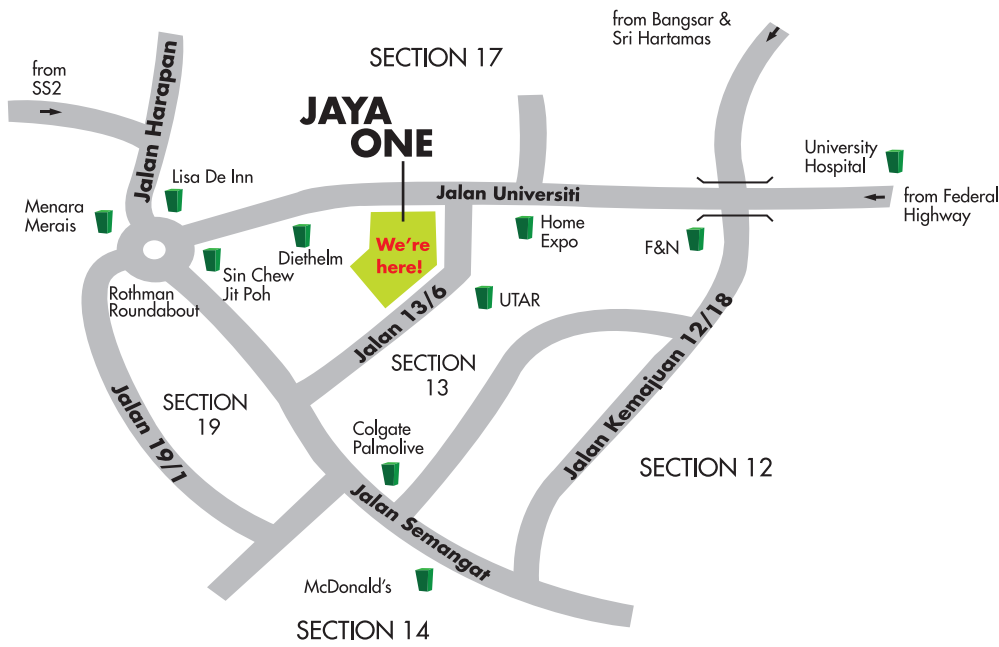 from Bangsar &
Sri Hartamas
SECTION 17
from
SS2
Jalan Harapan
JAYA
ONE
University
Hospital
Lisa De Inn
Jalan Universiti
from Federal
Highway
Menara
Merais
Home
Expo
F&N
We're
here!
Diethelm
Sin Chew
Jit Poh
Rothman
Roundabout
UTAR
Jalan 13/6
Jalan Kemajuan 12/18
SECTION
13
SECTION
19
Jalan 19/1
Colgate
Palmolive
SECTION 12
Jalan Semangat
McDonald's
SECTION 14